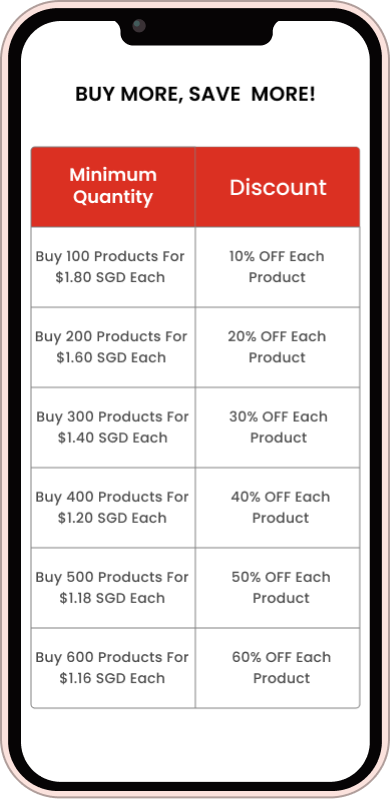 BUY MORE, SAVE MORE!
Minimum
Quantity
Discount
Buy 100 Products For
$1.80 SGD Each
10% OFF Each
Product
Buy 200 Products For
$1.60 SGD Each
20% OFF Each
Product
Buy 300 Products For
$1.40 SGD Each
30% OFF Each
Product
Buy 400 Products For
$1.20 SGD Each
40% OFF Each
Product
Buy 500 Products For
$1.18 SGD Each
50% OFF Each
Product
Buy 600 Products For
$1.16 SGD Each
60% OFF Each
Product